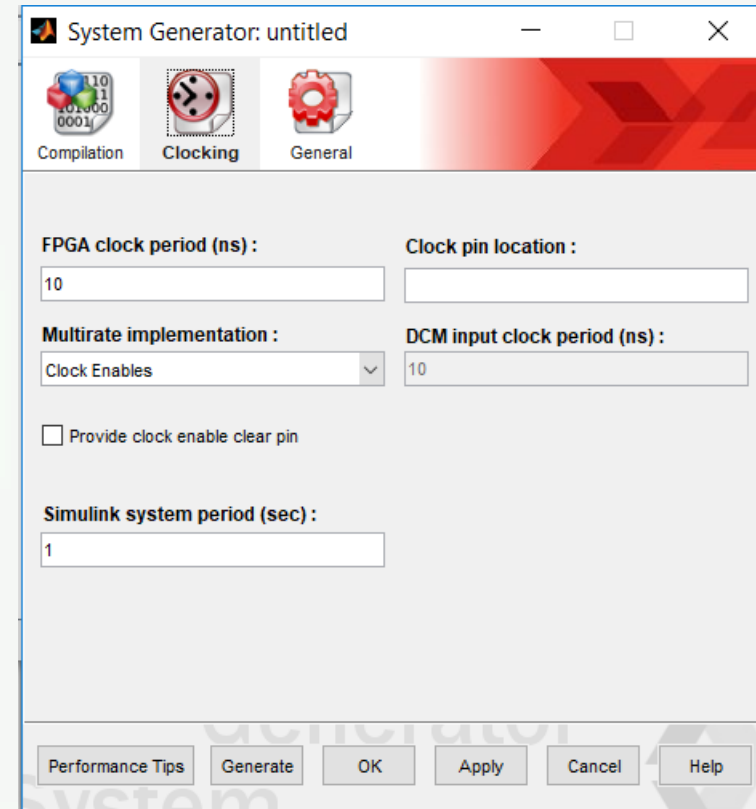 System Generator: untitled
Compilation Clocking General
FPGA clock period (ns) : Clock pin location :
10
Multirate implementation : DCM input clock period (ns) :
Clock Enables 10
Provide clock enable clear pin
Simulink system period (sec) :
1
Generator
Performance Tips Generate OK Apply Cancel Help
System